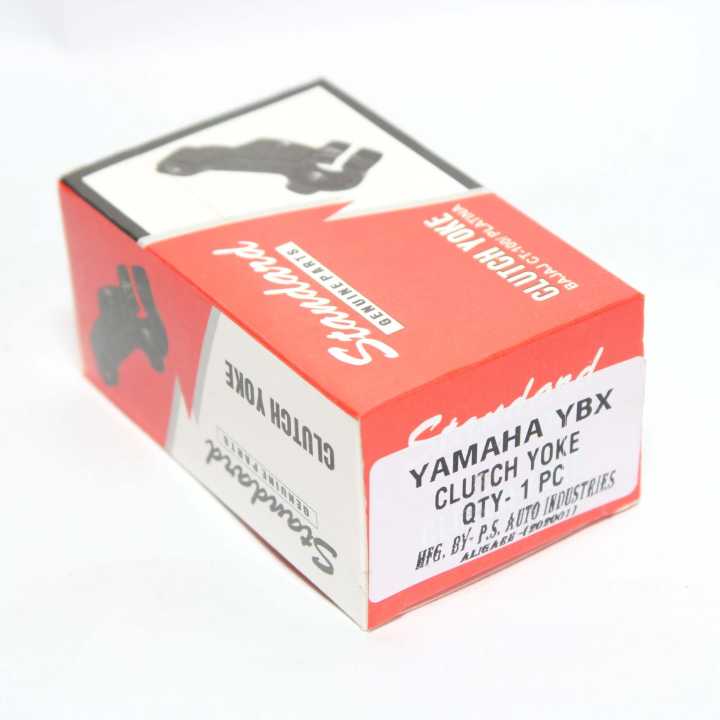 CLUTCH YOKE
BAJAJ CT-100/ PLATINA
Standard
GENUINE PARTS
Standard
GENUINE PARTS
CLUTCH YOKE
Standard
YAMAHA YBX
CLUTCH YOKE
QTY- 1 PC
MFG. BY- P.S. AUTO INDUSTRIES
ALIGARH -(202001)